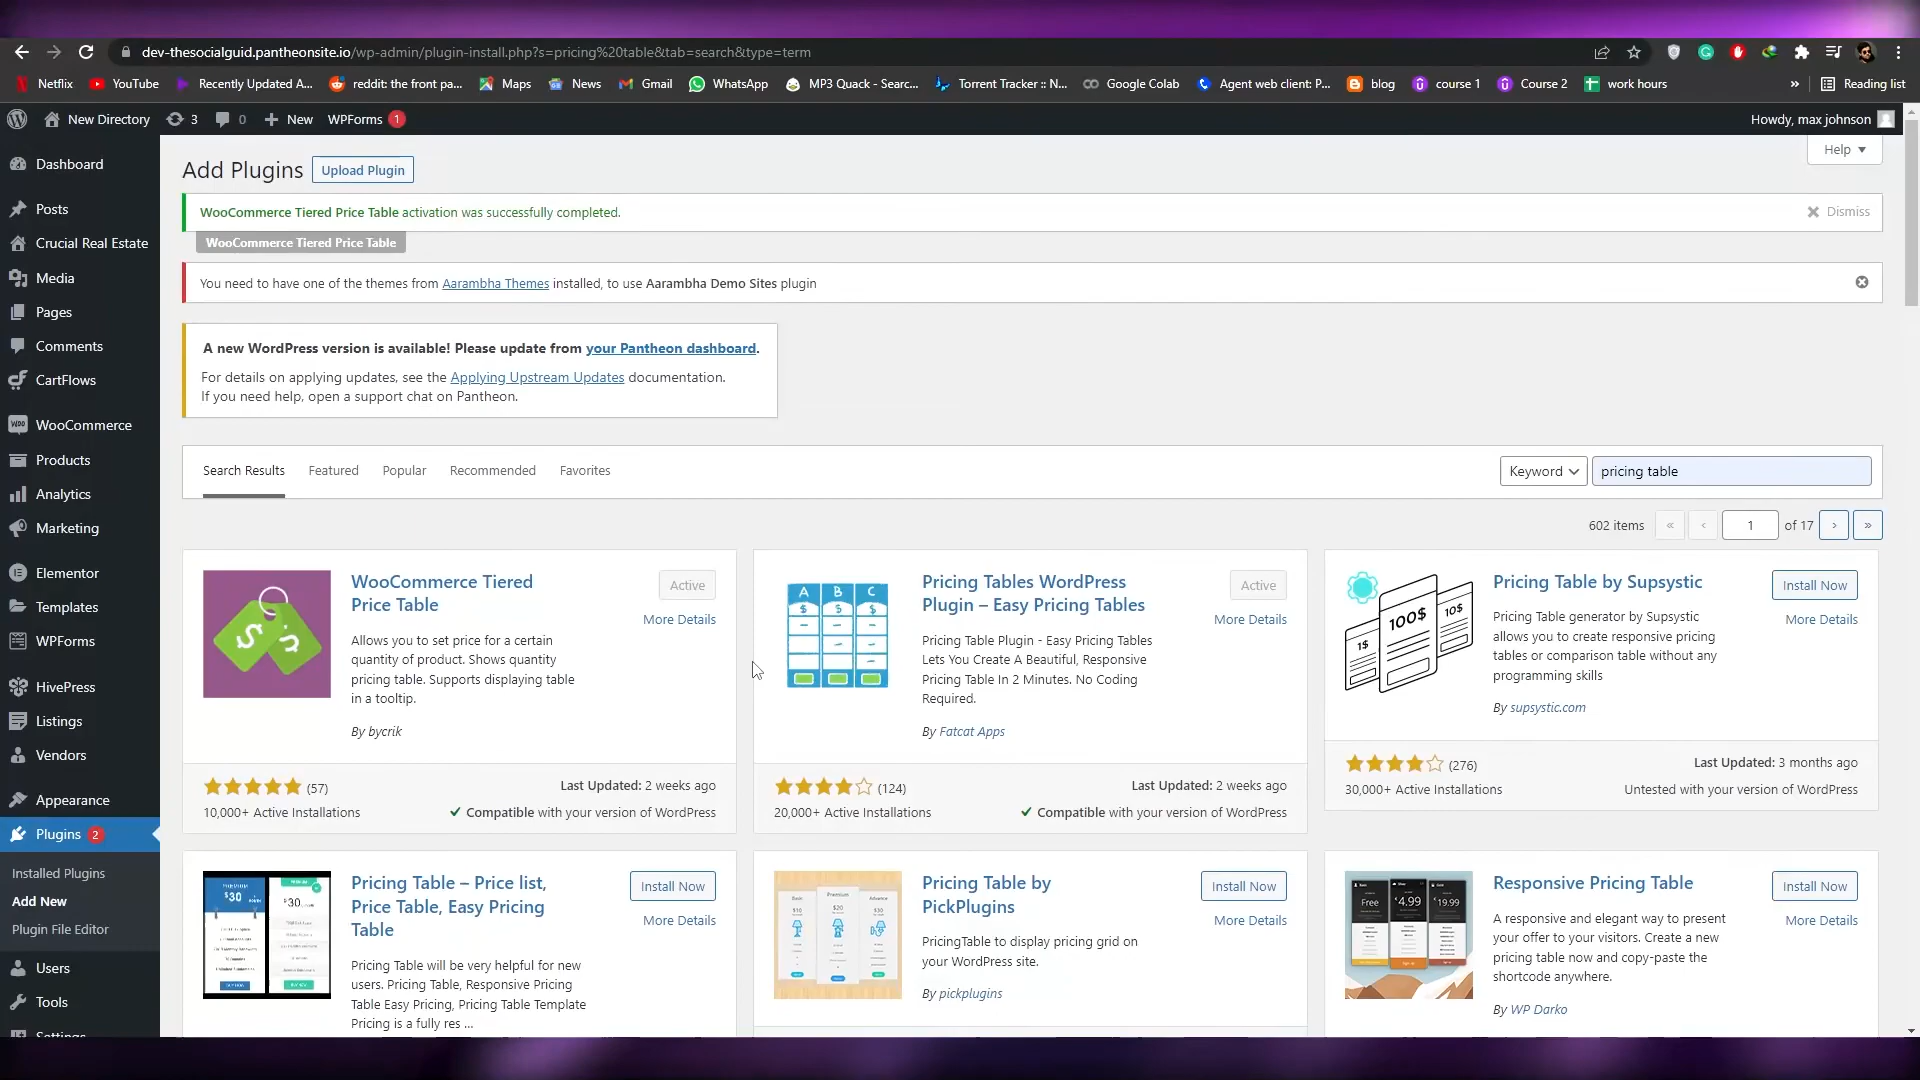 dev-thesocialguid.pantheonsite.io/wp-admin/plugin-install.php?s=pricing%20table&tab=search&type=term
Netflix YouTube Recently Updated A... reddit: the front pa... Maps News Gmail WhatsApp MP3 Quack - Searc... Torrent Tracker :: N... Google Colab Agent web client: P... blog course 1 Course 2 work hours » Reading list
New Directory 3 0 New WPForms 1 Howdy, max johnson
Dashboard
Posts
Crucial Real Estate
Media
Pages
Comments
CartFlows
WooCommerce
Products
Analytics
Marketing
Elementor
Templates
WPForms
HivePress
Listings
Vendors
Appearance
Plugins 2
Installed Plugins
Add New
Plugin File Editor
Users
Tools
Settings
Help
Add Plugins Upload Plugin
WooCommerce Tiered Price Table activation was successfully completed. Dismiss
WooCommerce Tiered Price Table
You need to have one of the themes from Aarambha Themes installed, to use Aarambha Demo Sites plugin
A new WordPress version is available! Please update from your Pantheon dashboard.
For details on applying updates, see the Applying Upstream Updates documentation.
If you need help, open a support chat on Pantheon.
Search Results Featured Popular Recommended Favorites Keyword pricing table
602 items « ‹ 1 of 17 › »
WooCommerce Tiered
Price Table
Active
More Details
Allows you to set price for a certain
quantity of product. Shows quantity
pricing table. Supports displaying table
in a tooltip.
By bycrik
(57)
Last Updated: 2 weeks ago
10,000+ Active Installations
Compatible with your version of WordPress
A B C
$ $ $
Pricing Tables WordPress
Plugin – Easy Pricing Tables
Active
More Details
Pricing Table Plugin - Easy Pricing Tables
Lets You Create A Beautiful, Responsive
Pricing Table In 2 Minutes. No Coding
Required.
By Fatcat Apps
(124)
Last Updated: 2 weeks ago
20,000+ Active Installations
Compatible with your version of WordPress
1$ 100$ 10$
Pricing Table by Supsystic
Install Now
More Details
Pricing Table generator by Supsystic
allows you to create responsive pricing
tables or comparison table without any
programming skills
By supsystic.com
(276)
Last Updated: 3 months ago
30,000+ Active Installations
Untested with your version of WordPress
PREMIUM
$30
$30
Pricing Table – Price list,
Price Table, Easy Pricing
Table
Install Now
More Details
Pricing Table will be very helpful for new
users. Pricing Table, Responsive Pricing
Table Easy Pricing, Pricing Table Template
Pricing is a fully res ...
Basic Premium Advance
$10 $20 $30
Pricing Table by
PickPlugins
Install Now
More Details
PricingTable to display pricing grid on
your WordPress site.
By pickplugins
Free $4.99 $19.99
Responsive Pricing Table
Install Now
More Details
A responsive and elegant way to present
your offer to your visitors. Create a new
pricing table now and copy-paste the
shortcode anywhere.
By WP Darko